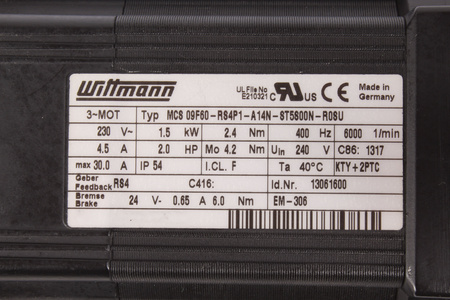 Wittmann
UL File No
E210321
C US
CE
Made in
Germany
3~MOT Typ MCS 09F60-RS4P1-A14N-ST5S00N-R0SU
230 V~ 1.5 kW 2.4 Nm 400 Hz 6000 1/min
4.5 A 2.0 HP Mo 4.2 Nm Uin 240 V C86: 1317
max 30.0 A IP 54 I.CL. F Ta 40°C KTY+2PTC
Geber
Feedback RS4 C416: Id.Nr. 13061600
Bremse
Brake 24 V- 0.65 A 6.0 Nm EM-306